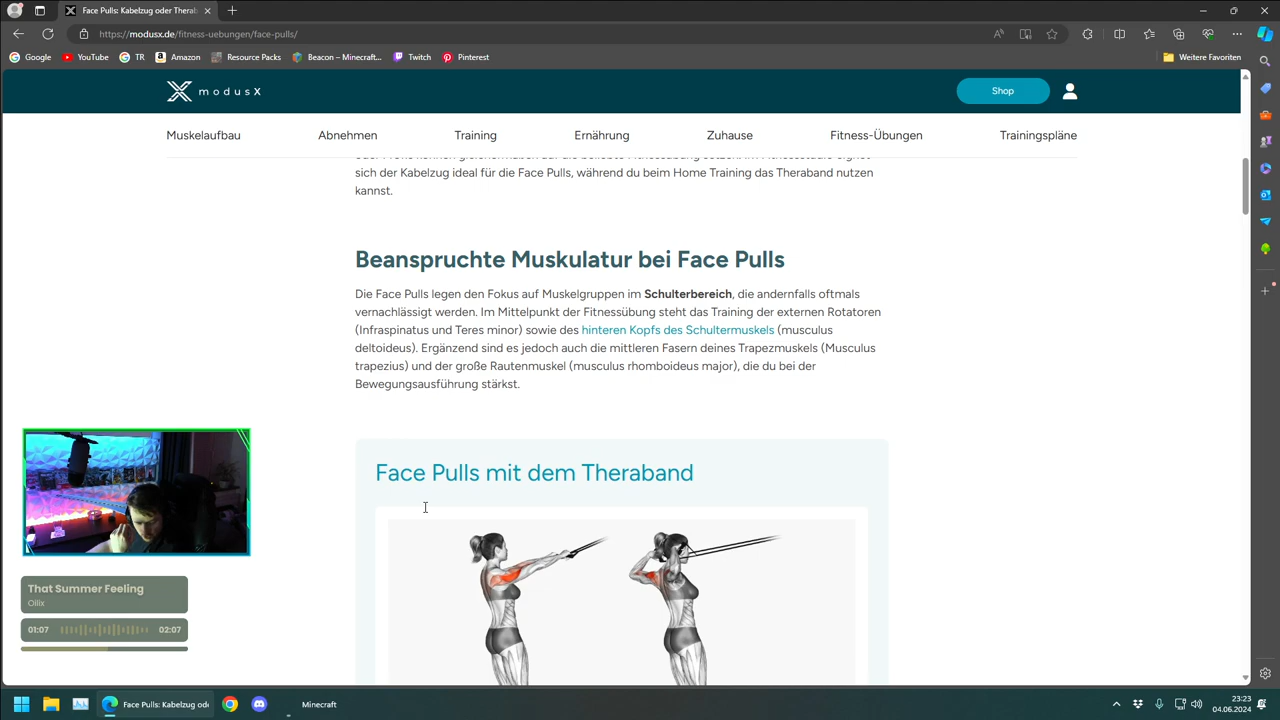 Face Pulls: Kabelzug oder Therab
https://modusx.de/fitness-uebungen/face-pulls/
Google YouTube TR Amazon Resource Packs Beacon – Minecraft... Twitch Pinterest Weitere Favoriten
modusX Shop
Muskelaufbau Abnehmen Training Ernährung Zuhause Fitness-Übungen Trainingspläne
sich der Kabelzug ideal für die Face Pulls, während du beim Home Training das Theraband nutzen
kannst.
Beanspruchte Muskulatur bei Face Pulls
Die Face Pulls legen den Fokus auf Muskelgruppen im Schulterbereich, die andernfalls oftmals
vernachlässigt werden. Im Mittelpunkt der Fitnessübung steht das Training der externen Rotatoren
(Infraspinatus und Teres minor) sowie des hinteren Kopfs des Schultermuskels (musculus
deltoideus). Ergänzend sind es jedoch auch die mittleren Fasern deines Trapezmuskels (Musculus
trapezius) und der große Rautenmuskel (musculus rhomboideus major), die du bei der
Bewegungsausführung stärkst.
Face Pulls mit dem Theraband
That Summer Feeling
Ollix
01:07 02:07
Face Pulls: Kabelzug od Minecraft
23:23
04.06.2024